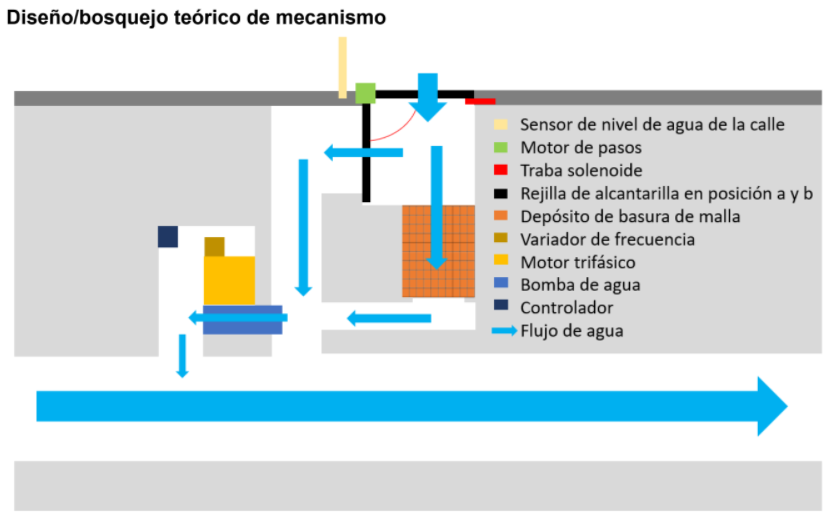 Diseño/bosquejo teórico de mecanismo
Sensor de nivel de agua de la calle
Motor de pasos
Traba solenoide
Rejilla de alcantarilla en posición a y b
Depósito de basura de malla
Variador de frecuencia
Motor trifásico
Bomba de agua
Controlador
Flujo de agua